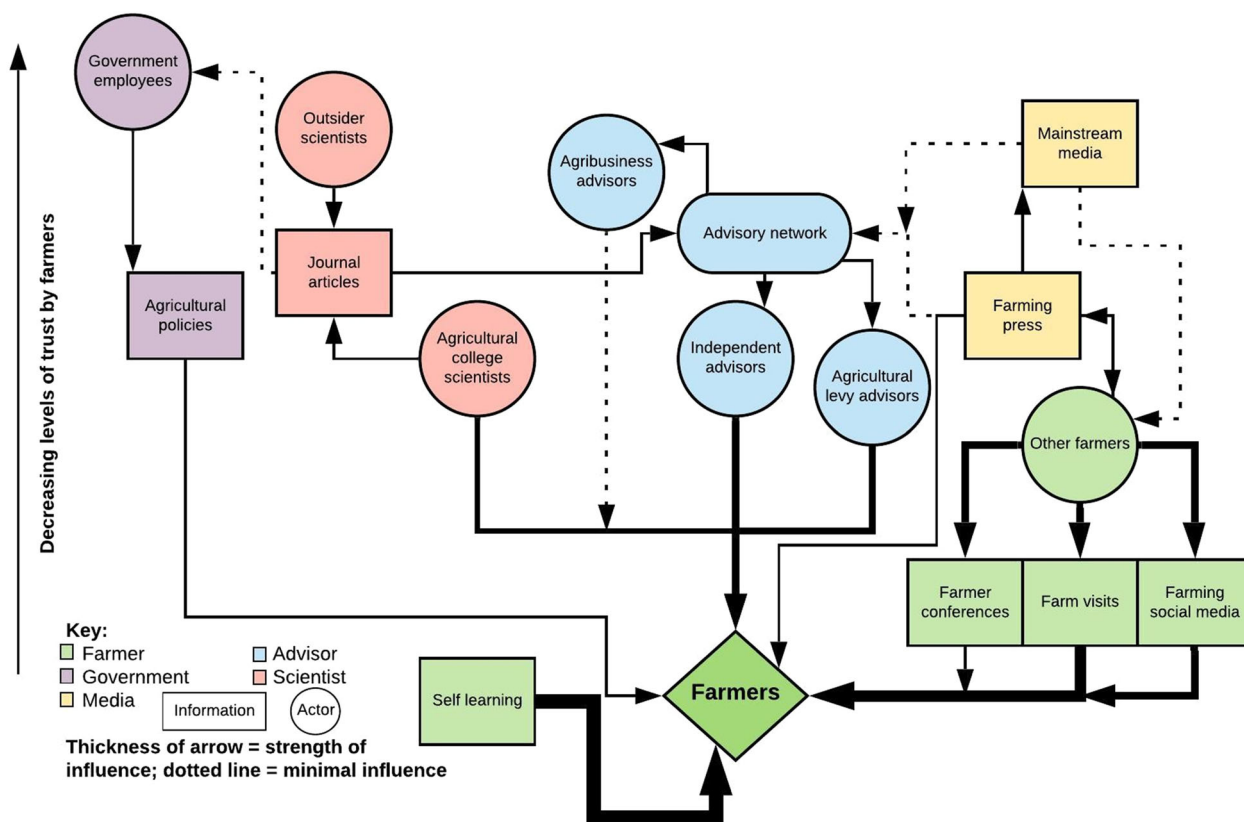 Government
employees
Outsider
scientists
Agribusiness
advisors
Mainstream
media
Advisory network
Journal
articles
Agricultural
policies
Farming
press
Agricultural
college
scientists
Independent
advisors
Agricultural
levy advisors
Other farmers
Decreasing levels of trust by farmers
Farmer
conferences
Farm visits
Farming
social media
Key:
Farmer
Advisor
Government
Scientist
Media
Information
Actor
Self learning
Farmers
Thickness of arrow = strength of
influence; dotted line = minimal influence